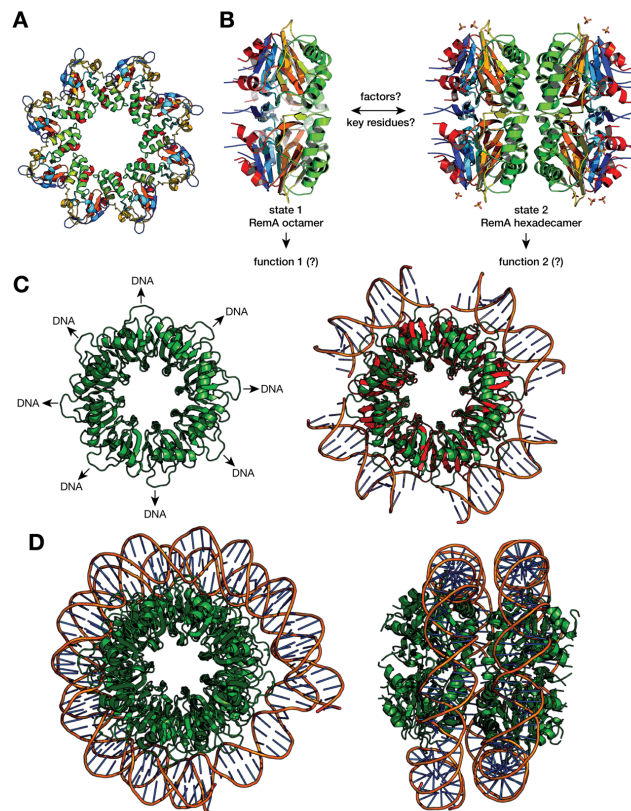 A
B
factors?
key residues?
state 1
RemA octamer
function 1 (?)
state 2
RemA hexadecamer
function 2 (?)
C
DNA
DNA
DNA
DNA
DNA
DNA
DNA
DNA
D